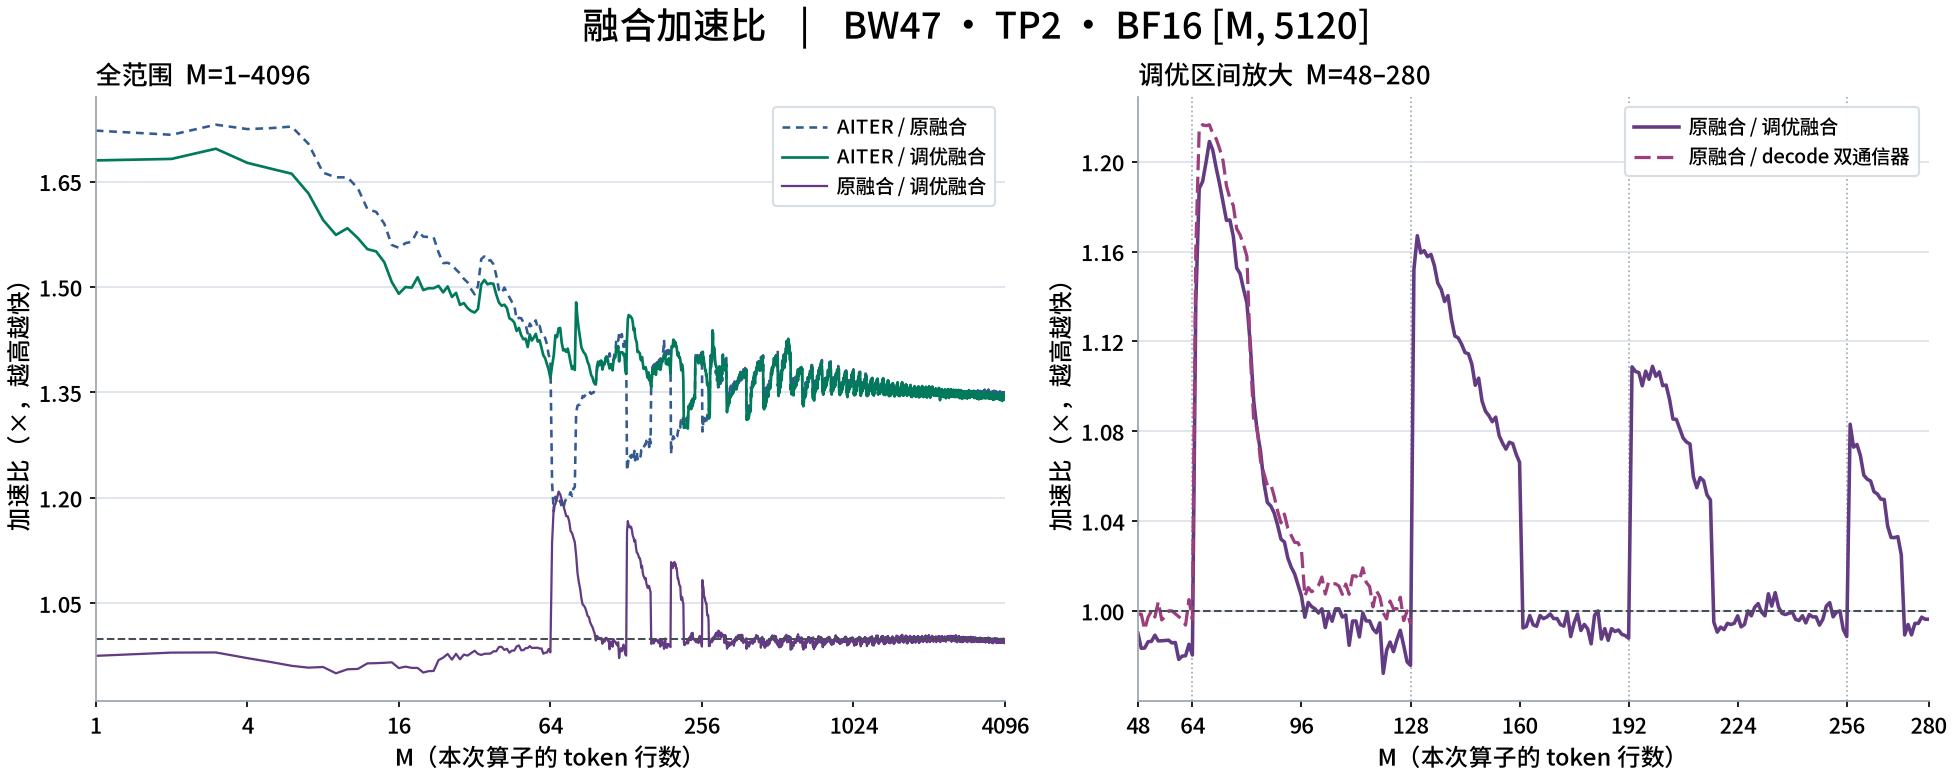 融合加速比 | BW47 · TP2 · BF16 [M, 5120]
全范围 M=1–4096
AITER / 原融合
AITER / 调优融合
原融合 / 调优融合
加速比（×，越高越快）
1.65
1.50
1.35
1.20
1.05
1 4 16 64 256 1024 4096
M（本次算子的 token 行数）
调优区间放大 M=48–280
原融合 / 调优融合
原融合 / decode 双通信器
加速比（×，越高越快）
1.20
1.16
1.12
1.08
1.04
1.00
48 64 96 128 160 192 224 256 280
M（本次算子的 token 行数）